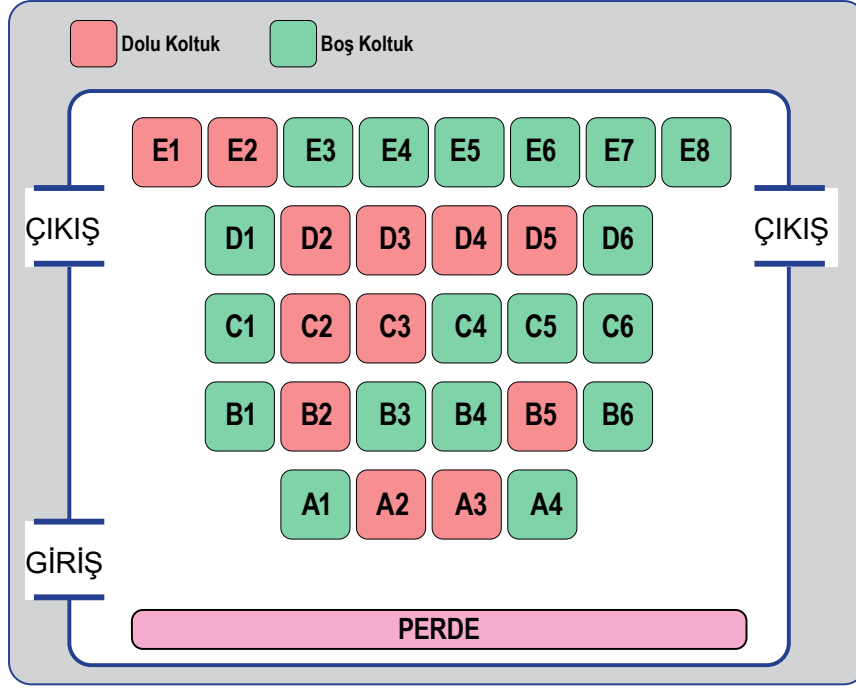 Dolu Koltuk Boş Koltuk
E1 E2 E3 E4 E5 E6 E7 E8
ÇIKIŞ ÇIKIŞ
D1 D2 D3 D4 D5 D6
C1 C2 C3 C4 C5 C6
B1 B2 B3 B4 B5 B6
A1 A2 A3 A4
GİRİŞ
PERDE